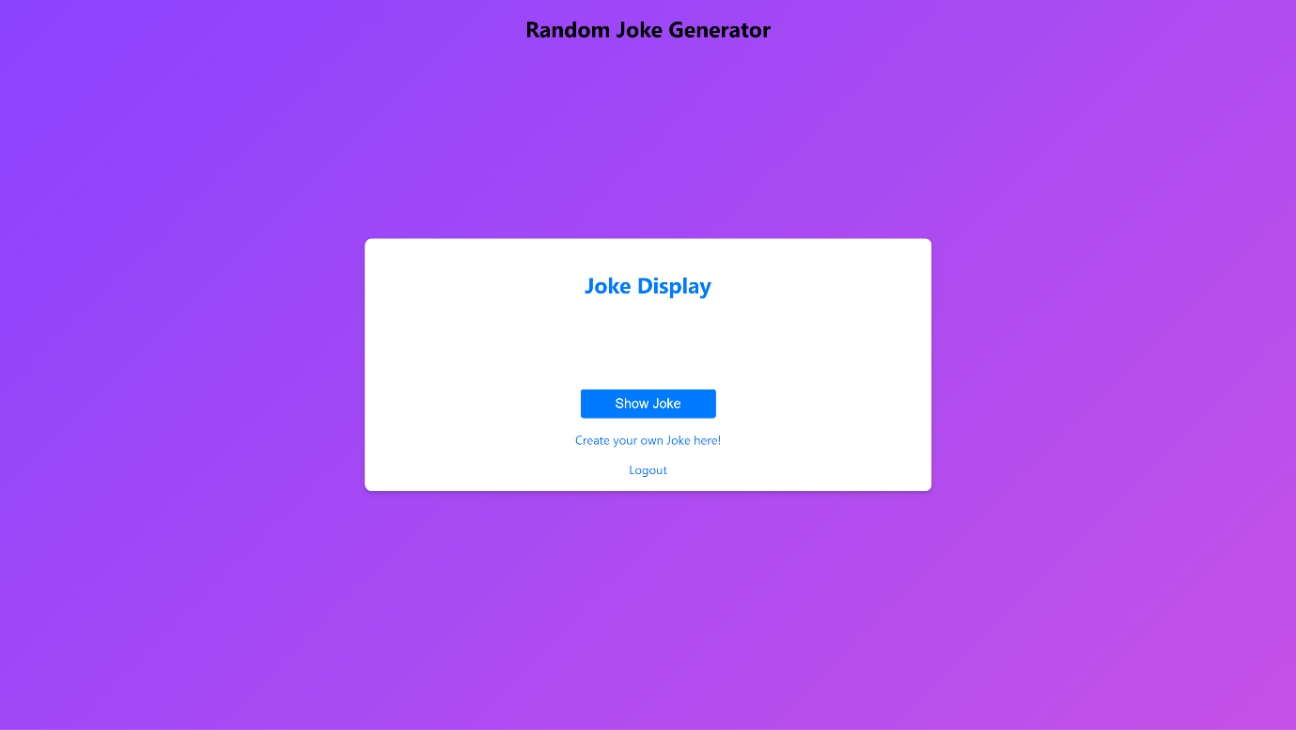 Random Joke Generator
Joke Display
Show Joke
Create your own Joke here!
Logout